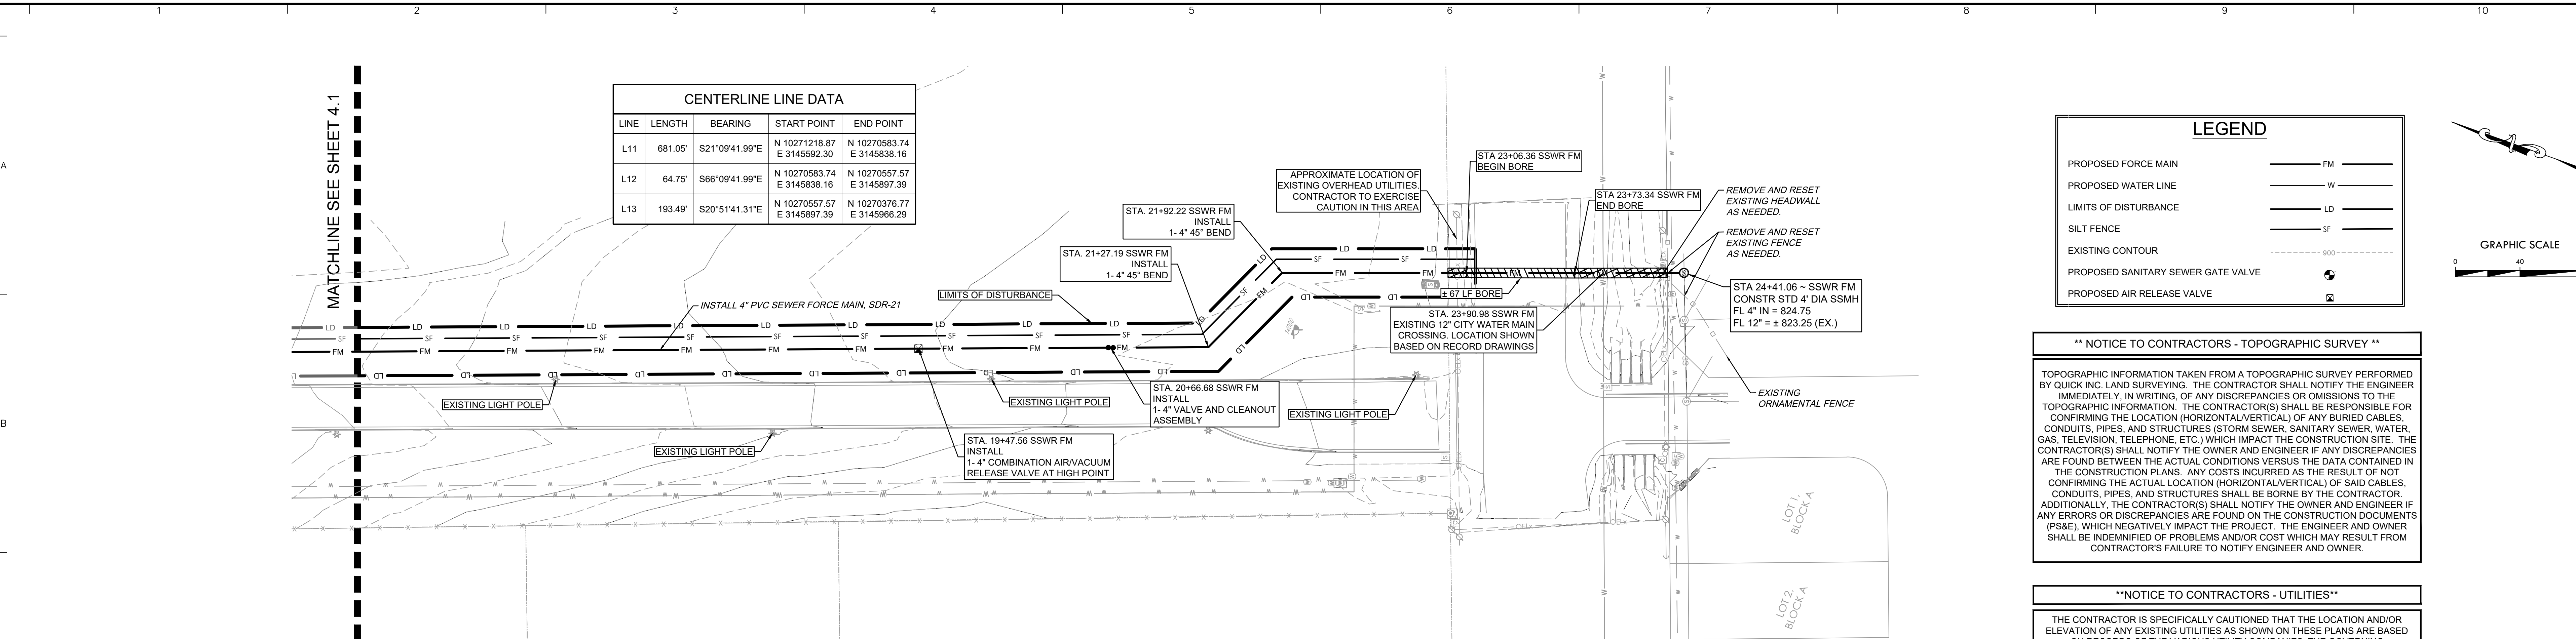 1 2 3 4 5 6 7 8 9 10
A
B
MATCHLINE SEE SHEET 4.1
CENTERLINE LINE DATA
LINE LENGTH BEARING START POINT END POINT
L11 681.05' S21°09'41.99"E N 10271218.87 E 3145592.30 N 10270583.74 E 3145838.16
L12 64.75' S66°09'41.99"E N 10270583.74 E 3145838.16 N 10270557.57 E 3145897.39
L13 193.49' S20°51'41.31"E N 10270557.57 E 3145897.39 N 10270376.77 E 3145966.29
INSTALL 4" PVC SEWER FORCE MAIN, SDR-21
LIMITS OF DISTURBANCE
STA. 21+27.19 SSWR FM
INSTALL
1- 4" 45° BEND
STA. 21+92.22 SSWR FM
INSTALL
1- 4" 45° BEND
APPROXIMATE LOCATION OF
EXISTING OVERHEAD UTILITIES.
CONTRACTOR TO EXERCISE
CAUTION IN THIS AREA
STA 23+06.36 SSWR FM
BEGIN BORE
STA 23+73.34 SSWR FM
END BORE
REMOVE AND RESET
EXISTING HEADWALL
AS NEEDED.
REMOVE AND RESET
EXISTING FENCE
AS NEEDED.
STA 24+41.06 ~ SSWR FM
CONSTR STD 4' DIA SSMH
FL 4" IN = 824.75
FL 12" = ± 823.25 (EX.)
± 67 LF BORE
STA. 23+90.98 SSWR FM
EXISTING 12" CITY WATER MAIN
CROSSING. LOCATION SHOWN
BASED ON RECORD DRAWINGS
EXISTING
ORNAMENTAL FENCE
EXISTING LIGHT POLE
EXISTING LIGHT POLE
EXISTING LIGHT POLE
EXISTING LIGHT POLE
STA. 20+66.68 SSWR FM
INSTALL
1- 4" VALVE AND CLEANOUT
ASSEMBLY
STA. 19+47.56 SSWR FM
INSTALL
1- 4" COMBINATION AIR/VACUUM
RELEASE VALVE AT HIGH POINT
LOT 1,
BLOCK A
LOT 2,
BLOCK A
LEGEND
PROPOSED FORCE MAIN FM
PROPOSED WATER LINE W
LIMITS OF DISTURBANCE LD
SILT FENCE SF
EXISTING CONTOUR 900
PROPOSED SANITARY SEWER GATE VALVE
PROPOSED AIR RELEASE VALVE
GRAPHIC SCALE
0 40
** NOTICE TO CONTRACTORS - TOPOGRAPHIC SURVEY **
TOPOGRAPHIC INFORMATION TAKEN FROM A TOPOGRAPHIC SURVEY PERFORMED
BY QUICK INC. LAND SURVEYING. THE CONTRACTOR SHALL NOTIFY THE ENGINEER
IMMEDIATELY, IN WRITING, OF ANY DISCREPANCIES OR OMISSIONS TO THE
TOPOGRAPHIC INFORMATION. THE CONTRACTOR(S) SHALL BE RESPONSIBLE FOR
CONFIRMING THE LOCATION (HORIZONTAL/VERTICAL) OF ANY BURIED CABLES,
CONDUITS, PIPES, AND STRUCTURES (STORM SEWER, SANITARY SEWER, WATER,
GAS, TELEVISION, TELEPHONE, ETC.) WHICH IMPACT THE CONSTRUCTION SITE. THE
CONTRACTOR(S) SHALL NOTIFY THE OWNER AND ENGINEER IF ANY DISCREPANCIES
ARE FOUND BETWEEN THE ACTUAL CONDITIONS VERSUS THE DATA CONTAINED IN
THE CONSTRUCTION PLANS. ANY COSTS INCURRED AS THE RESULT OF NOT
CONFIRMING THE ACTUAL LOCATION (HORIZONTAL/VERTICAL) OF SAID CABLES,
CONDUITS, PIPES, AND STRUCTURES SHALL BE BORNE BY THE CONTRACTOR.
ADDITIONALLY, THE CONTRACTOR(S) SHALL NOTIFY THE OWNER AND ENGINEER IF
ANY ERRORS OR DISCREPANCIES ARE FOUND ON THE CONSTRUCTION DOCUMENTS
(PS&E), WHICH NEGATIVELY IMPACT THE PROJECT. THE ENGINEER AND OWNER
SHALL BE INDEMNIFIED OF PROBLEMS AND/OR COST WHICH MAY RESULT FROM
CONTRACTOR'S FAILURE TO NOTIFY ENGINEER AND OWNER.
**NOTICE TO CONTRACTORS - UTILITIES**
THE CONTRACTOR IS SPECIFICALLY CAUTIONED THAT THE LOCATION AND/OR
ELEVATION OF ANY EXISTING UTILITIES AS SHOWN ON THESE PLANS ARE BASED